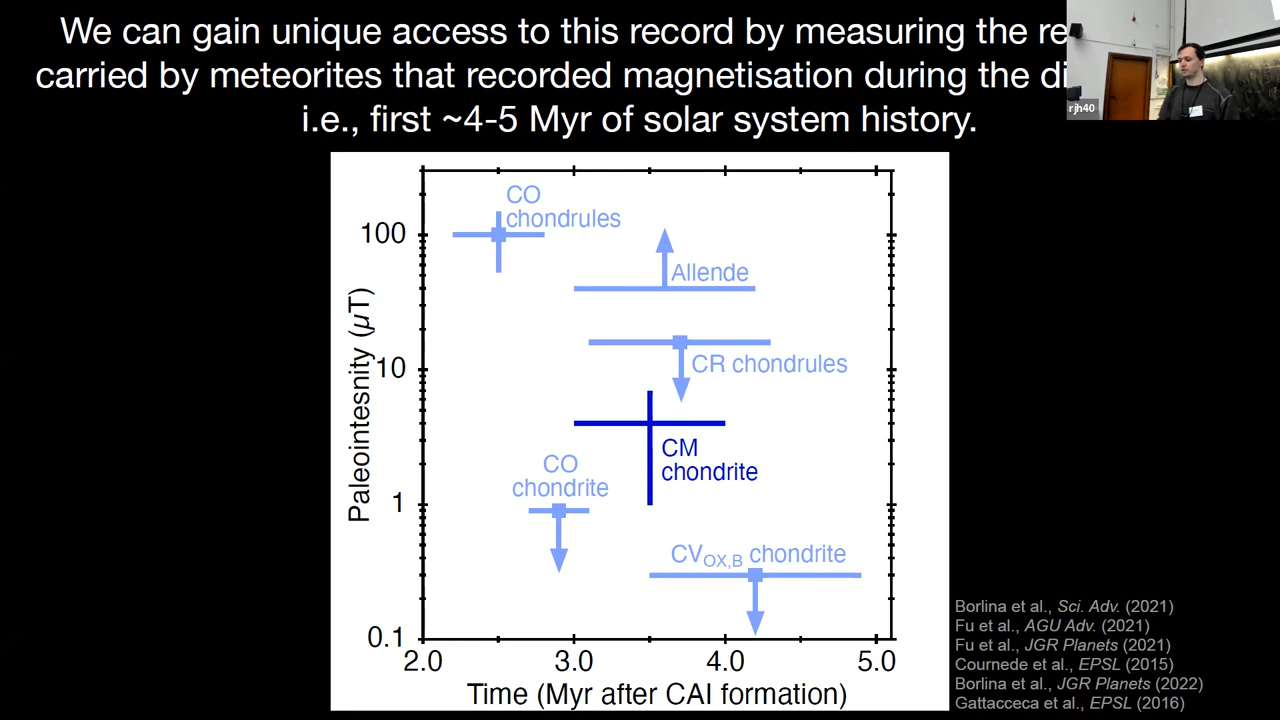 We can gain unique access to this record by measuring the re
carried by meteorites that recorded magnetisation during the di
i.e., first ~4-5 Myr of solar system history.
rjh40
CO
chondrules
100
Allende
CR chondrules
10
Paleointesnity (μT)
CM
chondrite
CO
chondrite
1
CVOX,B chondrite
0.1
2.0 3.0 4.0 5.0
Time (Myr after CAI formation)
Borlina et al., Sci. Adv. (2021)
Fu et al., AGU Adv. (2021)
Fu et al., JGR Planets (2021)
Cournede et al., EPSL (2015)
Borlina et al., JGR Planets (2022)
Gattacceca et al., EPSL (2016)